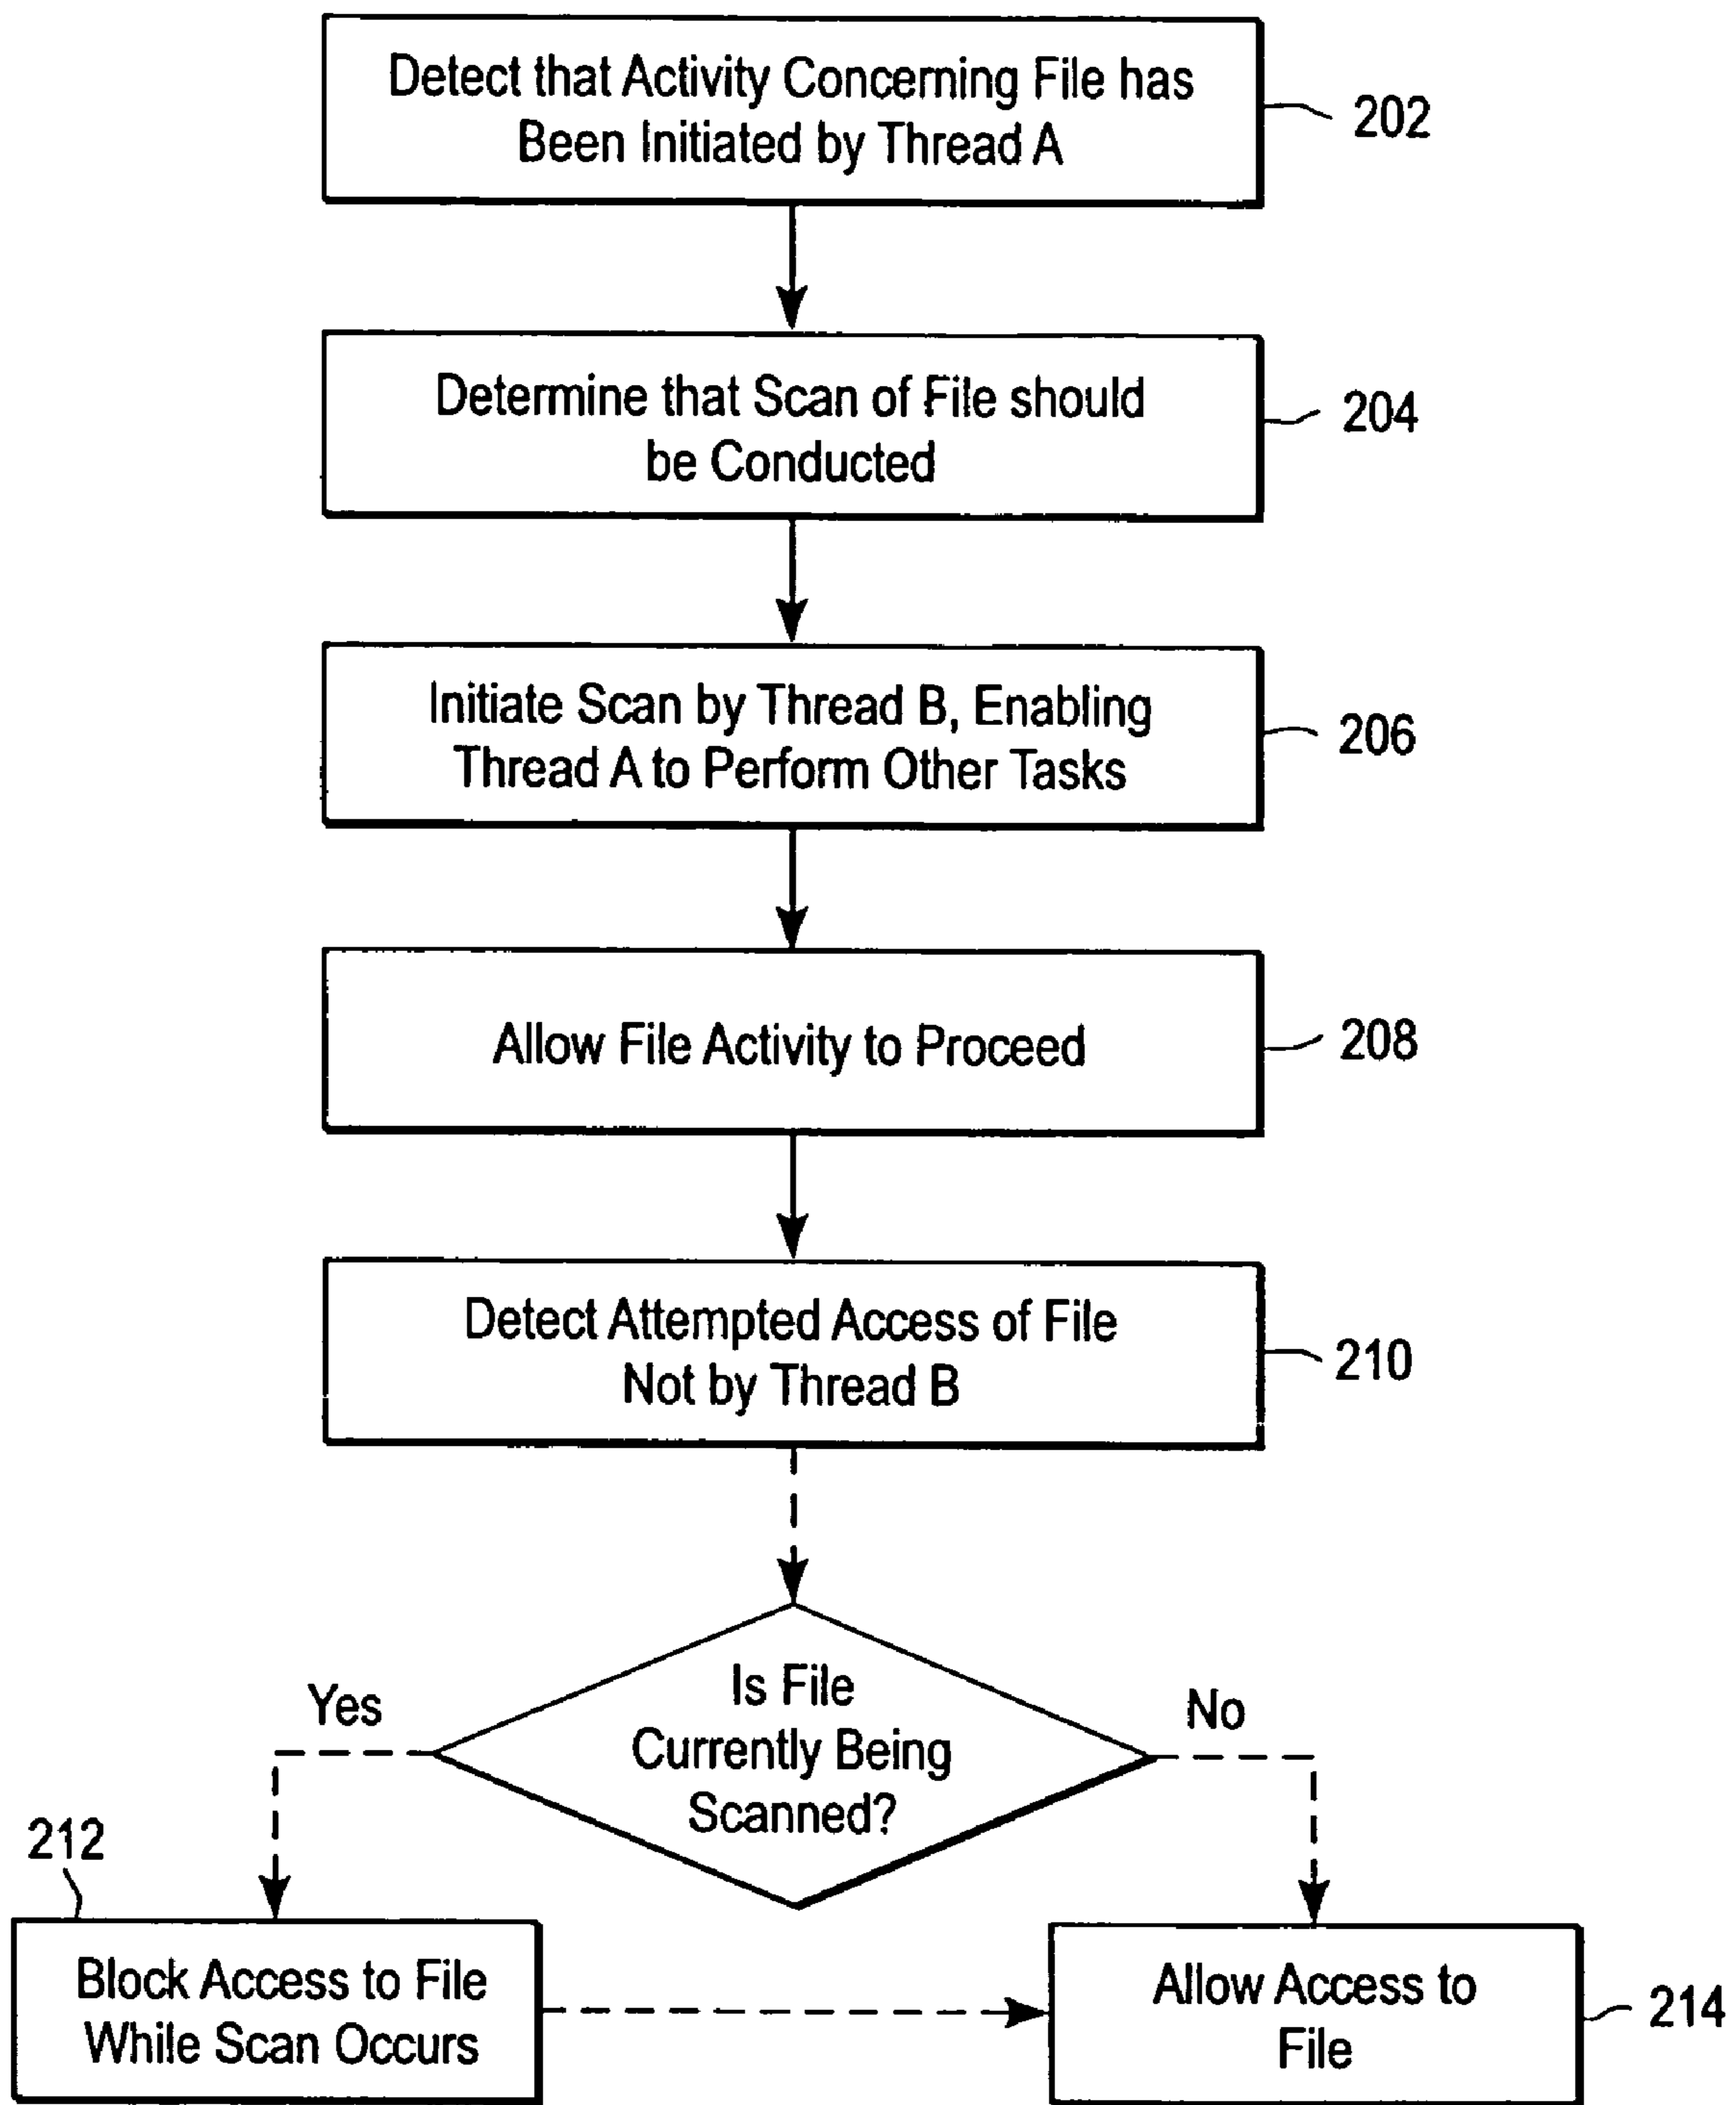 Detect that Activity Concerning File has
Been Initiated by Thread A
202
Determine that Scan of File should
be Conducted
204
Initiate Scan by Thread B, Enabling
Thread A to Perform Other Tasks
206
Allow File Activity to Proceed
208
Detect Attempted Access of File
Not by Thread B
210
Is File
Currently Being
Scanned?
Yes
No
212
Block Access to File
While Scan Occurs
Allow Access to
File
214